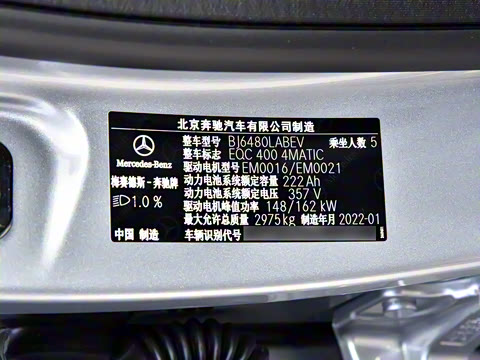 北京奔驰汽车有限公司制造
整车型号 BJ6480LABEV 乘坐人数 5
整车标志 EQC 400 4MATIC
Mercedes-Benz
驱动电机型号 EM0016/EM0021
动力电池系统额定容量 222Ah
梅赛德斯-奔驰牌
动力电池系统额定电压 357V
1.0 %
驱动电机峰值功率 148/162 kW
最大允许总质量 2975kg 制造年月 2022-01
中国 制造 车辆识别代号